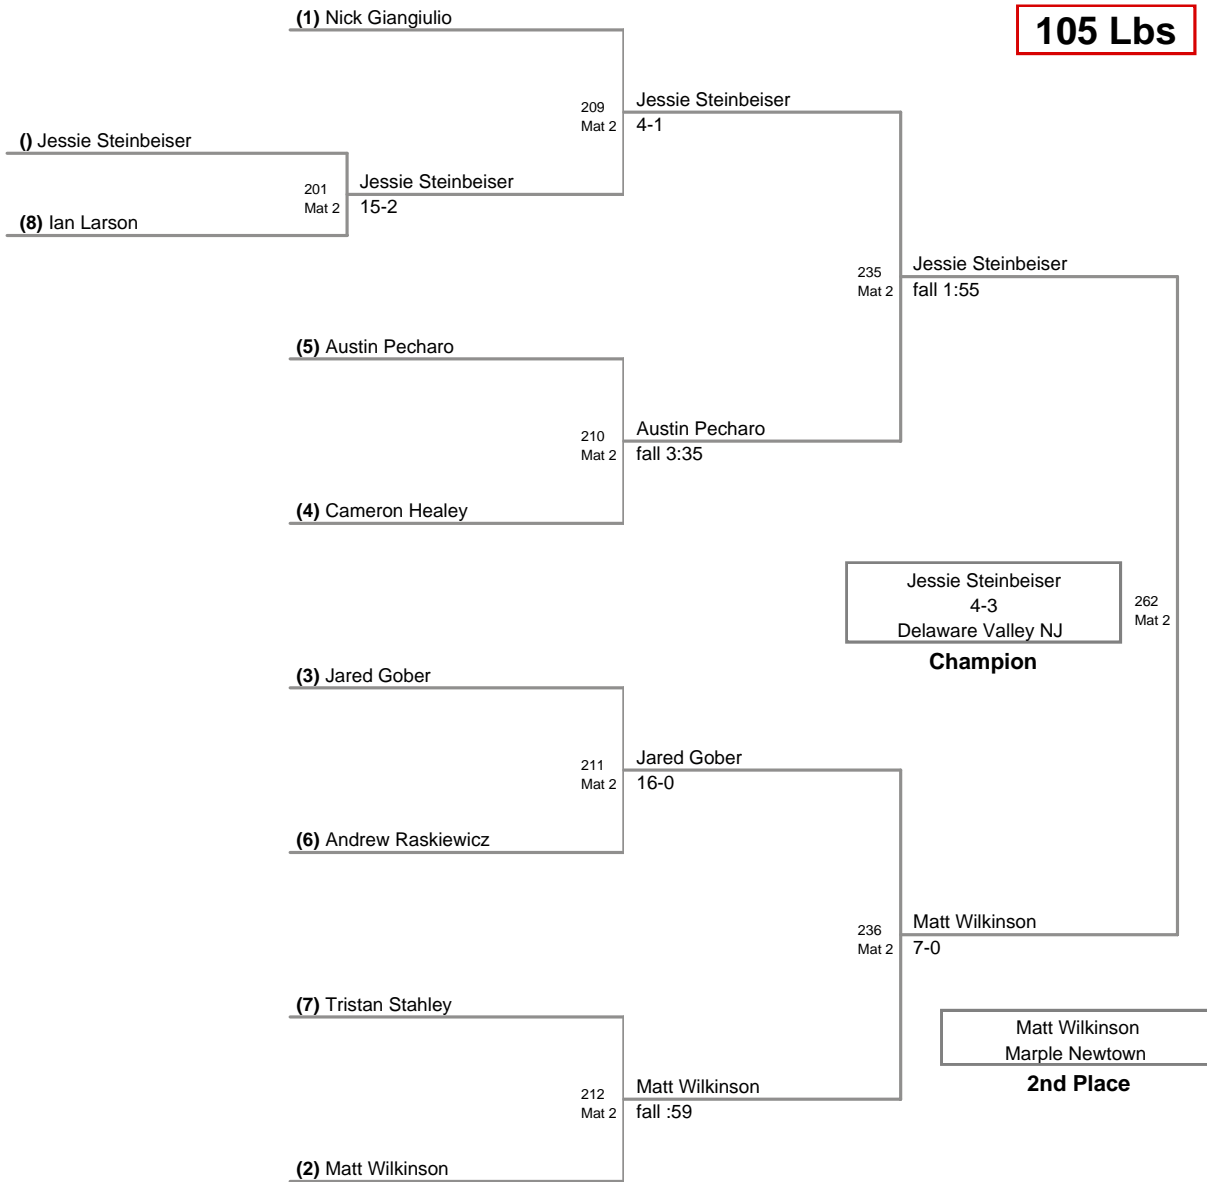 (1) Nick Giangiulio
105 Lbs
209
Mat 2
Jessie Steinbeiser
4-1
() Jessie Steinbeiser
201
Mat 2
Jessie Steinbeiser
15-2
(8) Ian Larson
235
Mat 2
Jessie Steinbeiser
fall 1:55
(5) Austin Pecharo
210
Mat 2
Austin Pecharo
fall 3:35
(4) Cameron Healey
Jessie Steinbeiser
4-3
Delaware Valley NJ
Champion
262
Mat 2
(3) Jared Gober
211
Mat 2
Jared Gober
16-0
(6) Andrew Raskiewicz
236
Mat 2
Matt Wilkinson
7-0
(7) Tristan Stahley
Matt Wilkinson
Marple Newtown
2nd Place
212
Mat 2
Matt Wilkinson
fall :59
(2) Matt Wilkinson